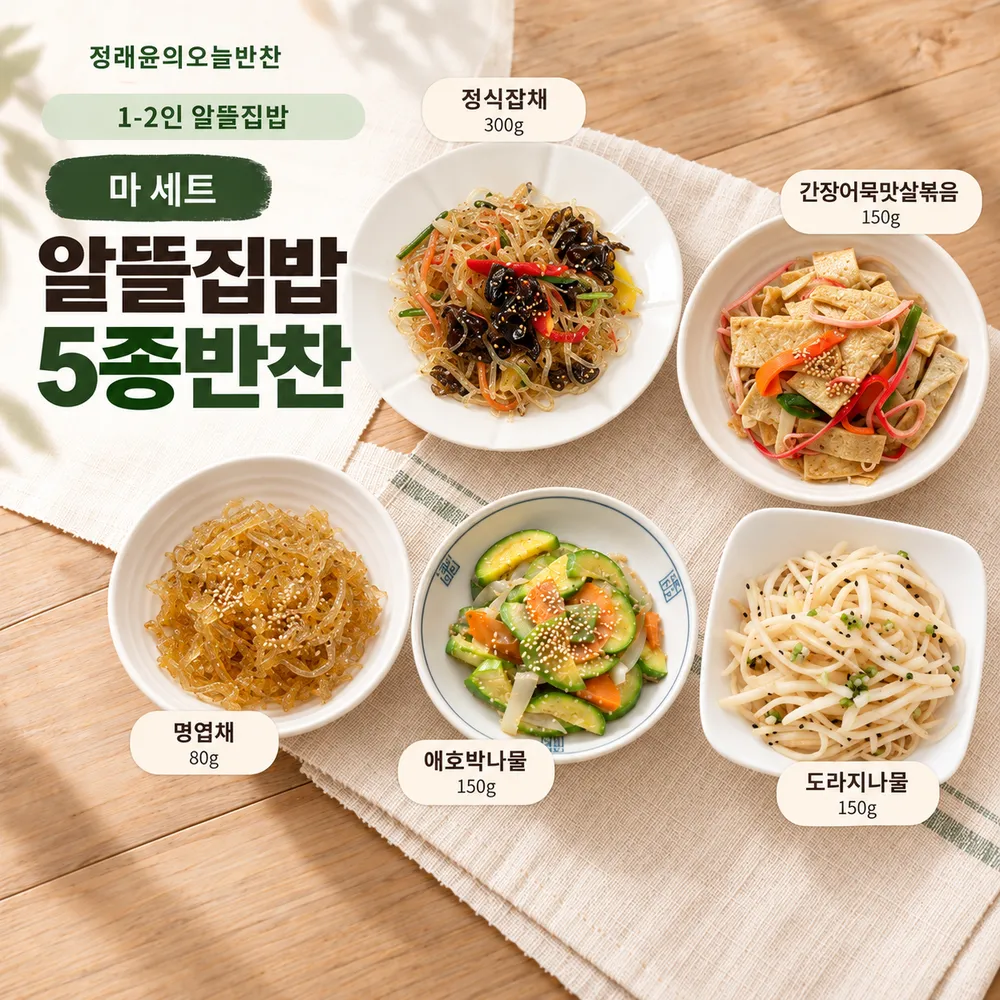 정래윤의오늘반찬
1-2인 알뜰집밥
마 세트
알뜰집밥
5종반찬
정식잡채
300g
간장어묵맛살볶음
150g
명엽채
80g
애호박나물
150g
도라지나물
150g